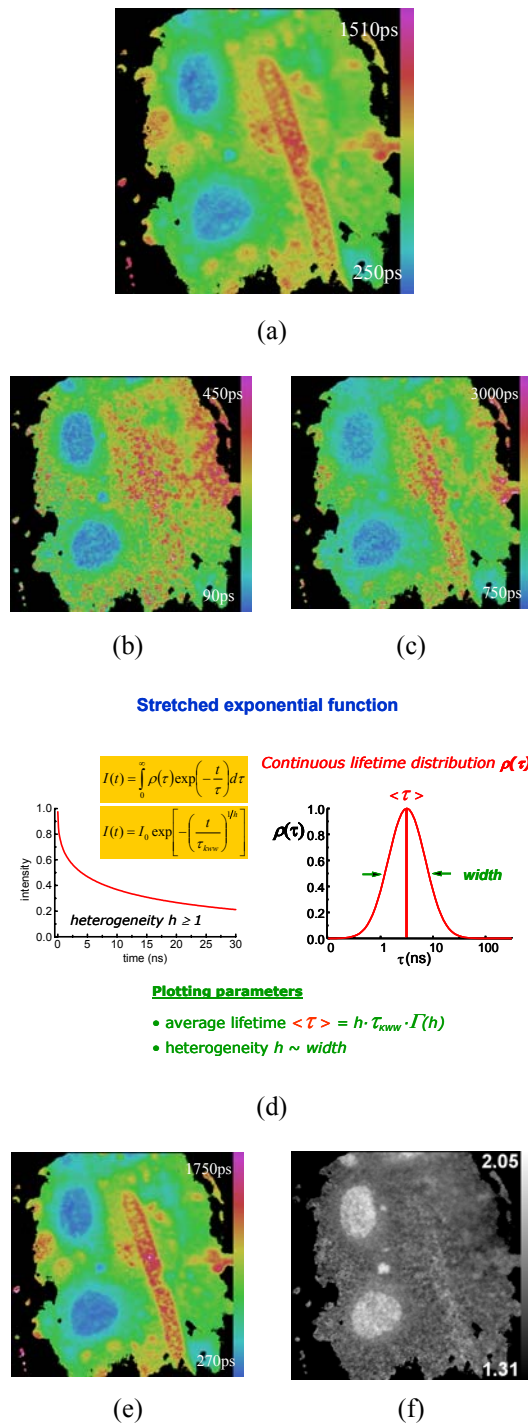 1510ps
250ps
(a)
450ps
90ps
3000ps
750ps
(b)
(c)
Stretched exponential function
I(t) = ∫₀^∞ ρ(τ) exp(−t/τ) dτ
I(t) = I₀ exp[−(t/τ_kww)^{1/h}]
Continuous lifetime distribution ρ(τ)
<τ>
intensity
1.0
0.8
0.6
0.4
0.2
0.0
heterogeneity h ≥ 1
0 5 10 15 20 25 30
time (ns)
ρ(τ)
1.0
0.8
0.6
0.4
0.2
0.0
width
0 1 10 100
τ(ns)
Plotting parameters
• average lifetime <τ> = h·τ_KWW·Γ(h)
• heterogeneity h ~ width
(d)
1750ps
270ps
2.05
1.31
(e)
(f)